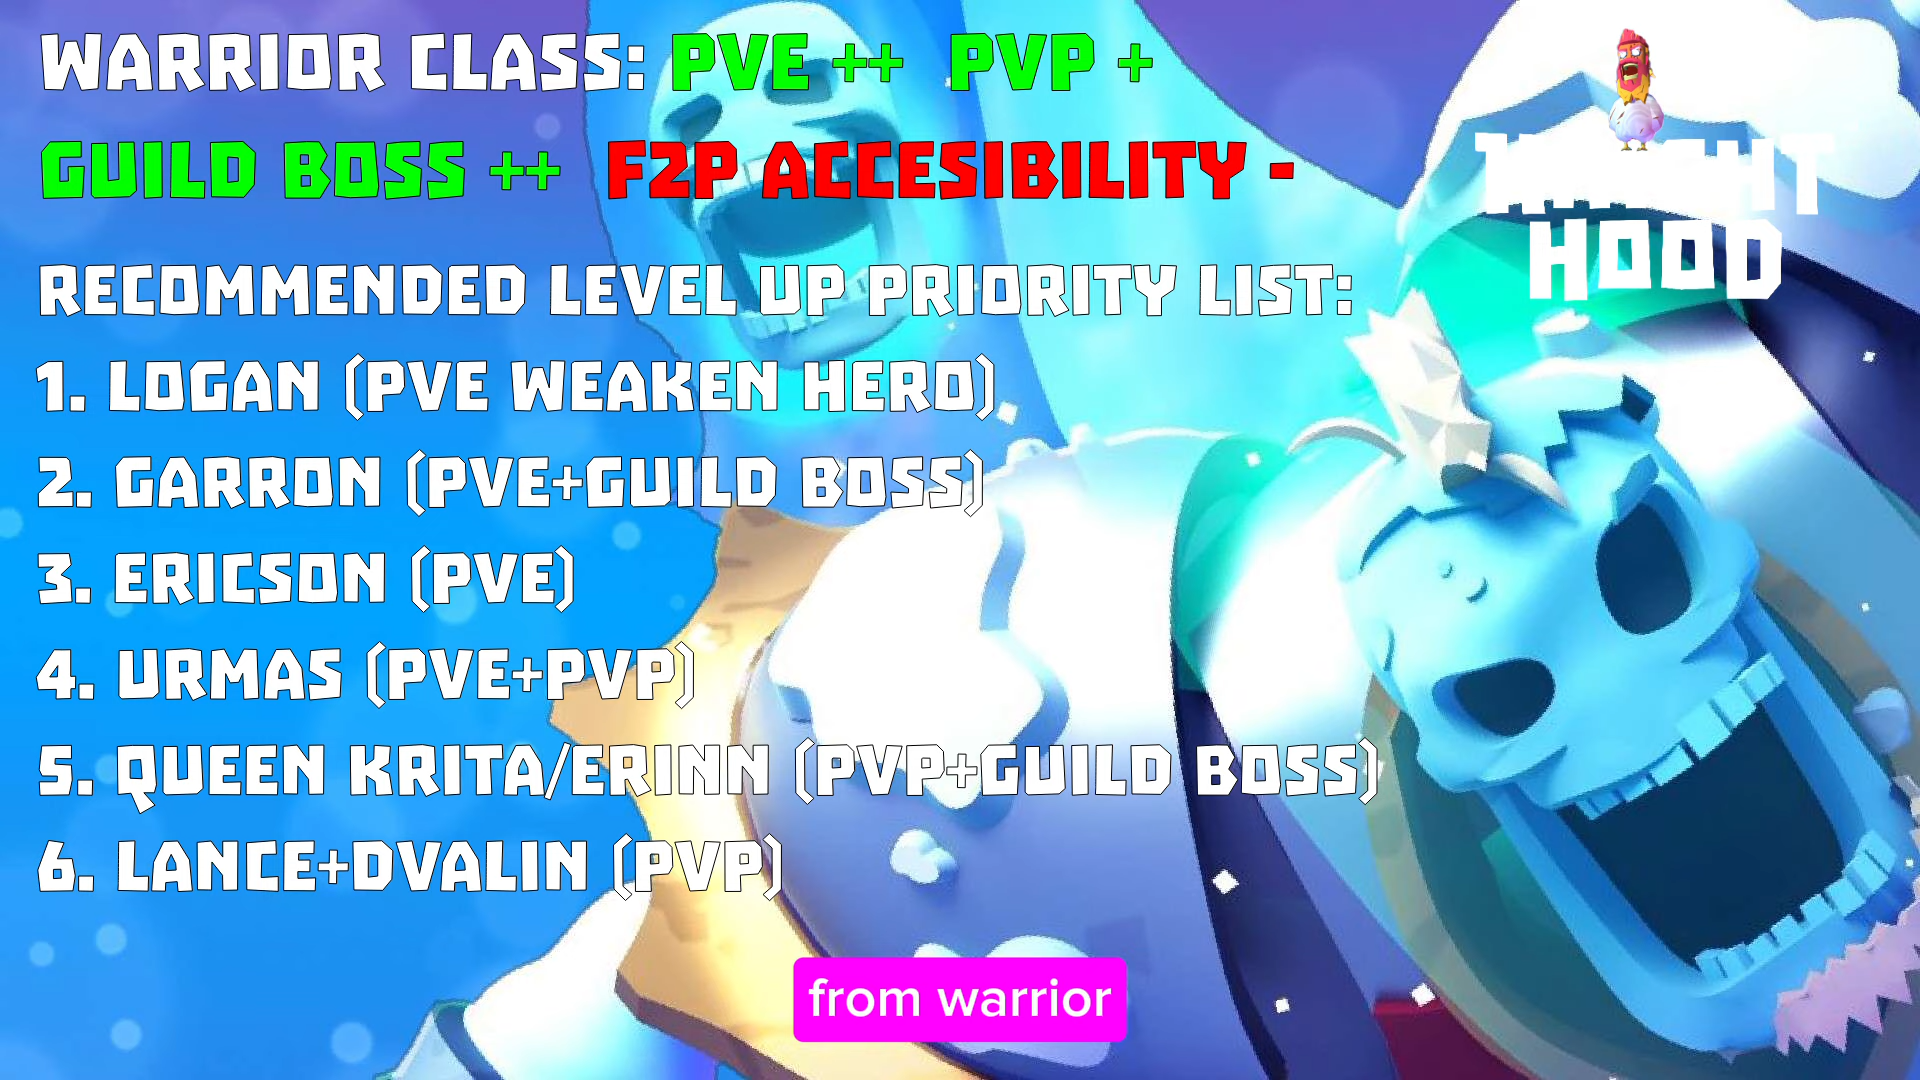 WARRIOR CLASS: PVE ++ PVP +
GUILD BOSS ++ F2P ACCESIBILITY -
RECOMMENDED LEVEL UP PRIORITY LIST:
1. LOGAN (PVE WEAKEN HERO)
2. GARRON (PVE+GUILD BOSS)
3. ERICSON (PVE)
4. URMAS (PVE+PVP)
5. QUEEN KRITA/ERINN (PVP+GUILD BOSS)
6. LANCE+DVALIN (PVP)
HOOD
from warrior